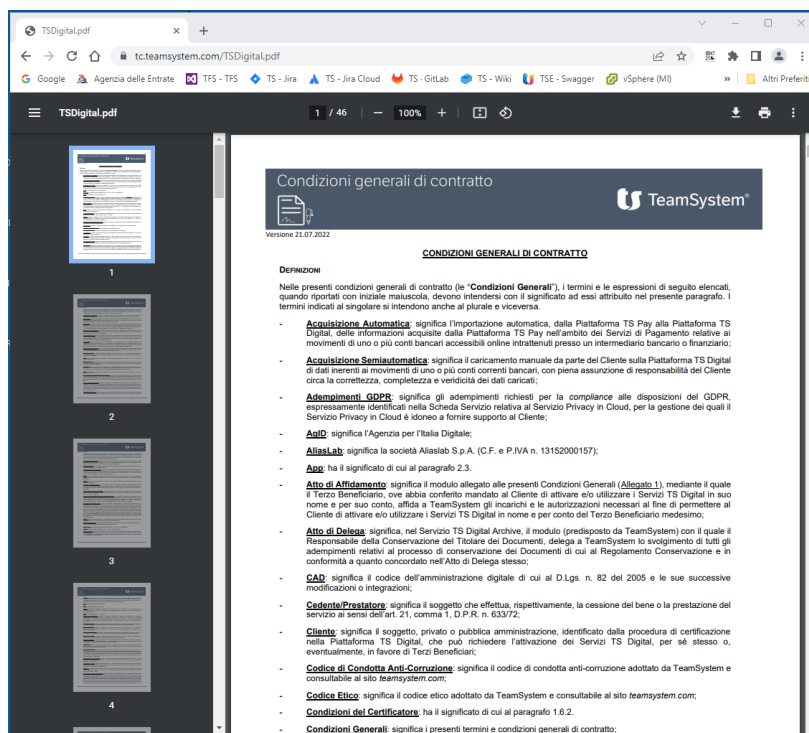 TSDigital.pdf
tc.teamsystem.com/TSDigital.pdf
Google Agenzia delle Entrate TFS - TFS TS - Jira TS - Jira Cloud TS - GitLab TS - Wiki TSE - Swagger vSphere (MI) » Altri Preferiti
TSDigital.pdf 1 / 46 100%
1
2
3
4
Condizioni generali di contratto
TeamSystem®
Versione 21.07.2022
CONDIZIONI GENERALI DI CONTRATTO
DEFINIZIONI
Nelle presenti condizioni generali di contratto (le "Condizioni Generali"), i termini e le espressioni di seguito elencati,
quando riportati con iniziale maiuscola, devono intendersi con il significato ad essi attribuito nel presente paragrafo. I
termini indicati al singolare si intendono anche al plurale e viceversa.
- Acquisizione Automatica: significa l'importazione automatica, dalla Piattaforma TS Pay alla Piattaforma TS
Digital, delle informazioni acquisite dalla Piattaforma TS Pay nell'ambito dei Servizi di Pagamento relative ai
movimenti di uno o più conti bancari accessibili online intrattenuti presso un intermediario bancario o finanziario;
- Acquisizione Semiautomatica: significa il caricamento manuale da parte del Cliente sulla Piattaforma TS Digital
di dati inerenti ai movimenti di uno o più conti correnti bancari, con piena assunzione di responsabilità del Cliente
circa la correttezza, completezza e veridicità dei dati caricati;
- Adempimenti GDPR: significa gli adempimenti richiesti per la compliance alle disposizioni del GDPR,
espressamente identificati nella Scheda Servizio relativa al Servizio Privacy in Cloud, per la gestione dei quali il
Servizio Privacy in Cloud è idoneo a fornire supporto al Cliente;
- AgID: significa l'Agenzia per l'Italia Digitale;
- AliasLab: significa la società Aliaslab S.p.A. (C.F. e P.IVA n. 13152000157);
- App: ha il significato di cui al paragrafo 2.3.
- Atto di Affidamento: significa il modulo allegato alle presenti Condizioni Generali (Allegato 1), mediante il quale
il Terzo Beneficiario, ove abbia conferito mandato al Cliente di attivare e/o utilizzare i Servizi TS Digital in suo
nome e per suo conto, affida a TeamSystem gli incarichi e le autorizzazioni necessari al fine di permettere al
Cliente di attivare e/o utilizzare i Servizi TS Digital in nome e per conto del Terzo Beneficiario medesimo;
- Atto di Delega: significa, nel Servizio TS Digital Archive, il modulo (predisposto da TeamSystem) con il quale il
Responsabile della Conservazione del Titolare dei Documenti, delega a TeamSystem lo svolgimento di tutti gli
adempimenti relativi al processo di conservazione dei Documenti di cui al Regolamento Conservazione e in
conformità a quanto concordato nell'Atto di Delega stesso;
- CAD: significa il codice dell'amministrazione digitale di cui al D.Lgs. n. 82 del 2005 e le sue successive
modificazioni o integrazioni;
- Cedente/Prestatore: significa il soggetto che effettua, rispettivamente, la cessione del bene o la prestazione del
servizio ai sensi dell'art. 21, comma 1, D.P.R. n. 633/72;
- Cliente: significa il soggetto, privato o pubblica amministrazione, identificato dalla procedura di certificazione
nella Piattaforma TS Digital, che può richiedere l'attivazione dei Servizi TS Digital, per sé stesso o,
eventualmente, in favore di Terzi Beneficiari;
- Codice di Condotta Anti-Corruzione: significa il codice di condotta anti-corruzione adottato da TeamSystem e
consultabile al sito teamsystem.com;
- Codice Etico: significa il codice etico adottato da TeamSystem e consultabile al sito teamsystem.com;
- Condizioni del Certificatore: ha il significato di cui al paragrafo 1.6.2.
- Condizioni Generali: significa i presenti termini e condizioni generali di contratto;